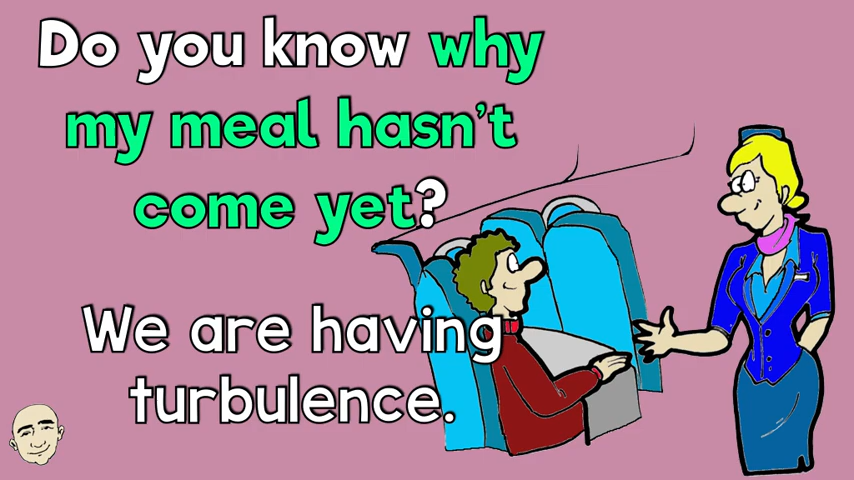 Do you know why
my meal hasn't
come yet?
We are having
turbulence.